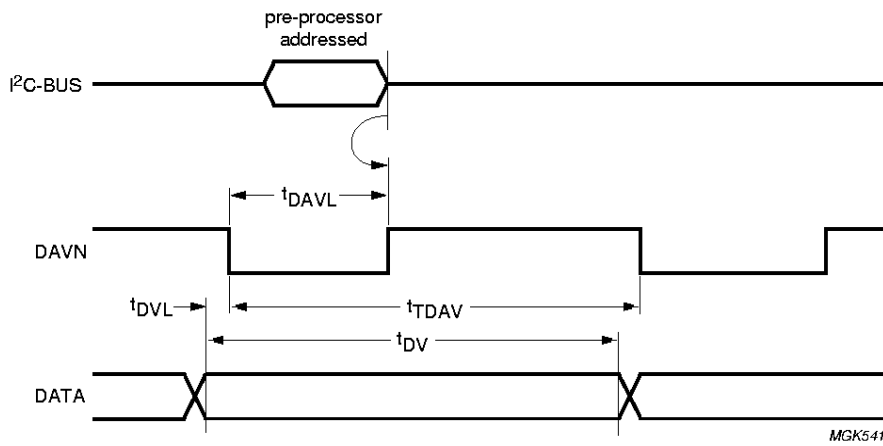 pre-processor
addressed
I²C-BUS
tDAVL
DAVN
tDVL
tTDAV
tDV
DATA
MGK541